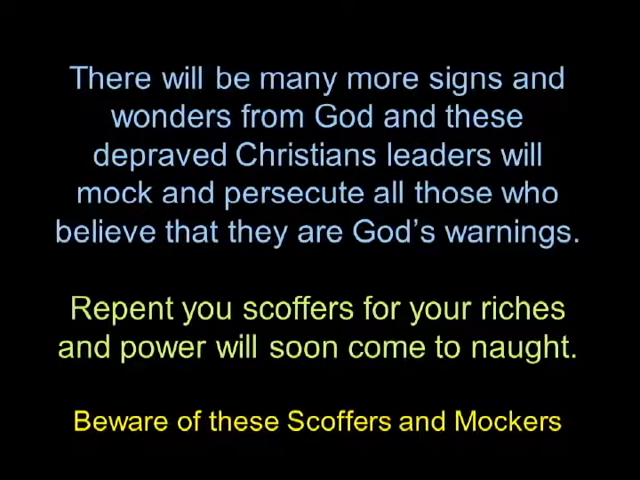 There will be many more signs and
wonders from God and these
depraved Christians leaders will
mock and persecute all those who
believe that they are God’s warnings.
Repent you scoffers for your riches
and power will soon come to naught.
Beware of these Scoffers and Mockers